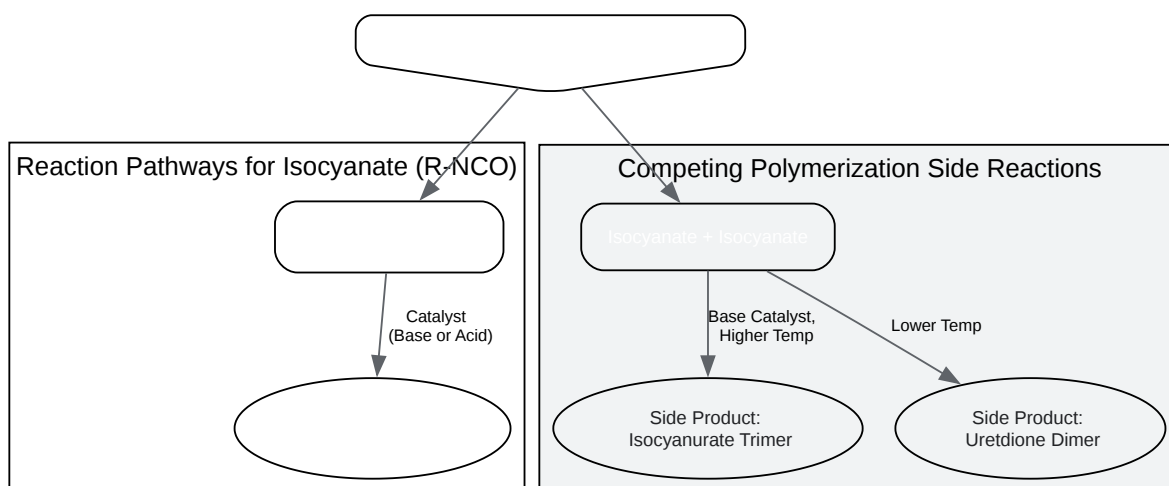 Reaction Pathways for Isocyanate (R-NCO)
Competing Polymerization Side Reactions
Isocyanate + Isocyanate
Catalyst
(Base or Acid)
Base Catalyst,
Higher Temp
Lower Temp
Side Product:
Isocyanurate Trimer
Side Product:
Uretdione Dimer